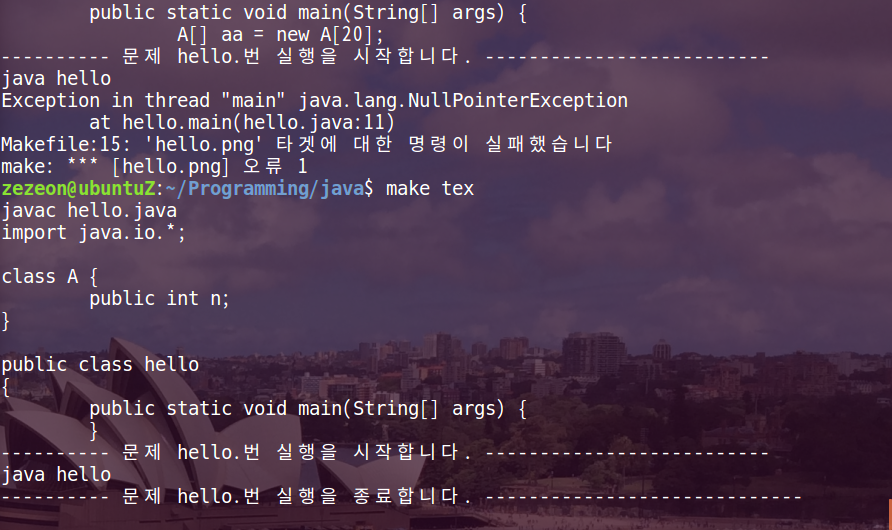 public static void main(String[] args) {
A[] aa = new A[20];
---------- 문제 hello.번 실행을 시작합니다. --------------------------
java hello
Exception in thread "main" java.lang.NullPointerException
at hello.main(hello.java:11)
Makefile:15: 'hello.png' 타겟에 대한 명령이 실패했습니다
make: *** [hello.png] 오류 1
zezeon@ubuntuZ:~/Programming/java$ make tex
javac hello.java
import java.io.*;
class A {
public int n;
}
public class hello
{
public static void main(String[] args) {
}
---------- 문제 hello.번 실행을 시작합니다. --------------------------
java hello
---------- 문제 hello.번 실행을 종료합니다. -----------------------------